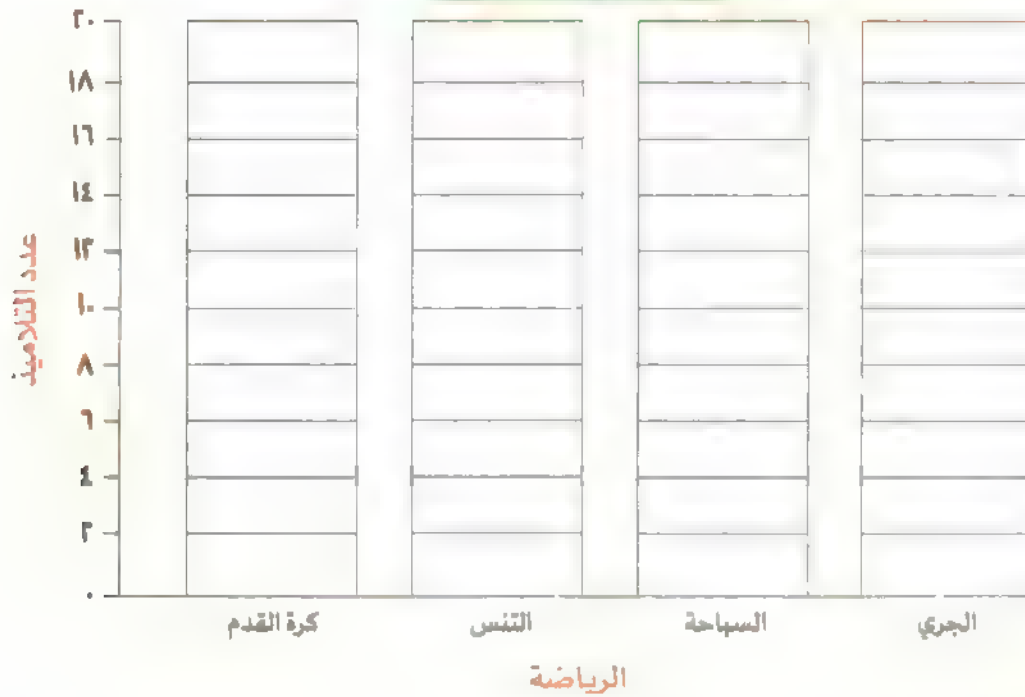 ٢٠
١٨
١٦
١٤
١٢
١٠
٨
٦
٤
٢
٠
عدد التلاميذ
كرة القدم
التنس
السباحة
الجري
الرياضة